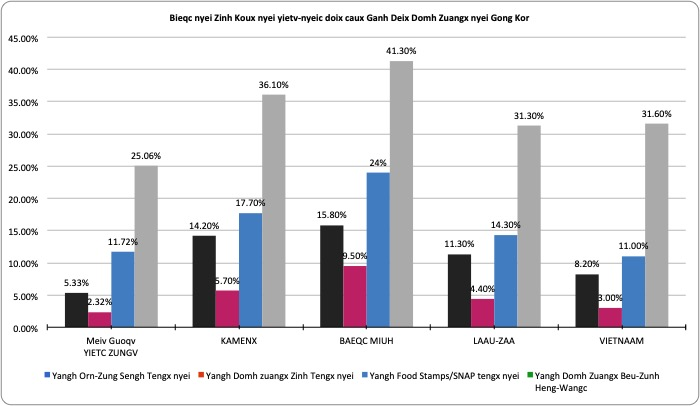 Bieqc nyei Zinh Koux nyei yietv-nyeic doix caux Ganh Deix Domh Zuangx nyei Gong Kor
45.00%
40.00%
35.00%
30.00%
25.00%
20.00%
15.00%
10.00%
5.00%
0.00%
5.33%
2.32%
11.72%
25.06%
14.20%
5.70%
17.70%
36.10%
15.80%
9.50%
24%
41.30%
11.30%
4.40%
14.30%
31.30%
8.20%
3.00%
11.00%
31.60%
Meiv Guoqv
YIETC ZUNGV
KAMENX
BAEQC MIUH
LAAU-ZAA
VIETNAAM
Yangh Orn-Zung Sengh Tengx nyei
Yangh Domh zuangx Zinh Tengx nyei
Yangh Food Stamps/SNAP tengx nyei
Yangh Domh Zuangx Beu-Zunh
Heng-Wangc